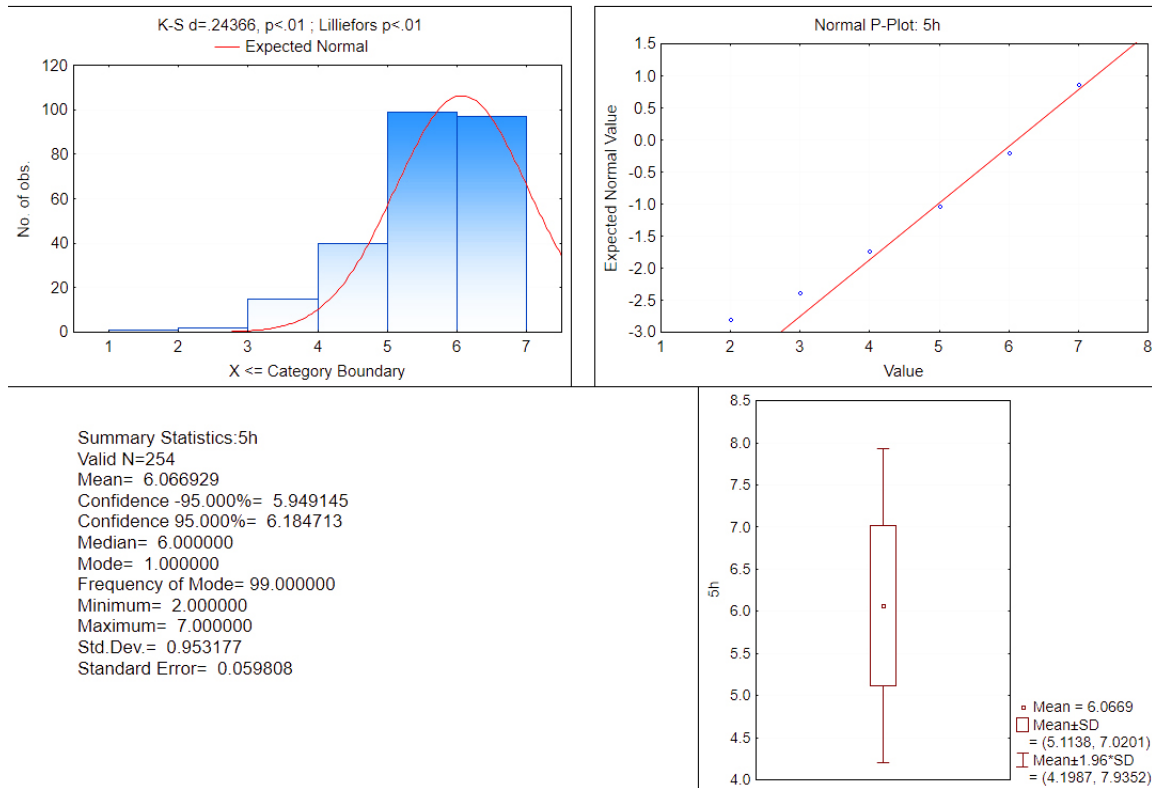 K-S d=.24366, p<.01 ; Lilliefors p<.01
Expected Normal
No. of obs.
120
100
80
60
40
20
0
1 2 3 4 5 6 7
X <= Category Boundary
Normal P-Plot: 5h
Expected Normal Value
1.5
1.0
0.5
0.0
-0.5
-1.0
-1.5
-2.0
-2.5
-3.0
1 2 3 4 5 6 7 8
Value
Summary Statistics:5h
Valid N=254
Mean= 6.066929
Confidence -95.000%= 5.949145
Confidence 95.000%= 6.184713
Median= 6.000000
Mode= 1.000000
Frequency of Mode= 99.000000
Minimum= 2.000000
Maximum= 7.000000
Std.Dev.= 0.953177
Standard Error= 0.059808
5h
8.5
8.0
7.5
7.0
6.5
6.0
5.5
5.0
4.5
4.0
Mean = 6.0669
Mean±SD
= (5.1138, 7.0201)
Mean±1.96*SD
= (4.1987, 7.9352)